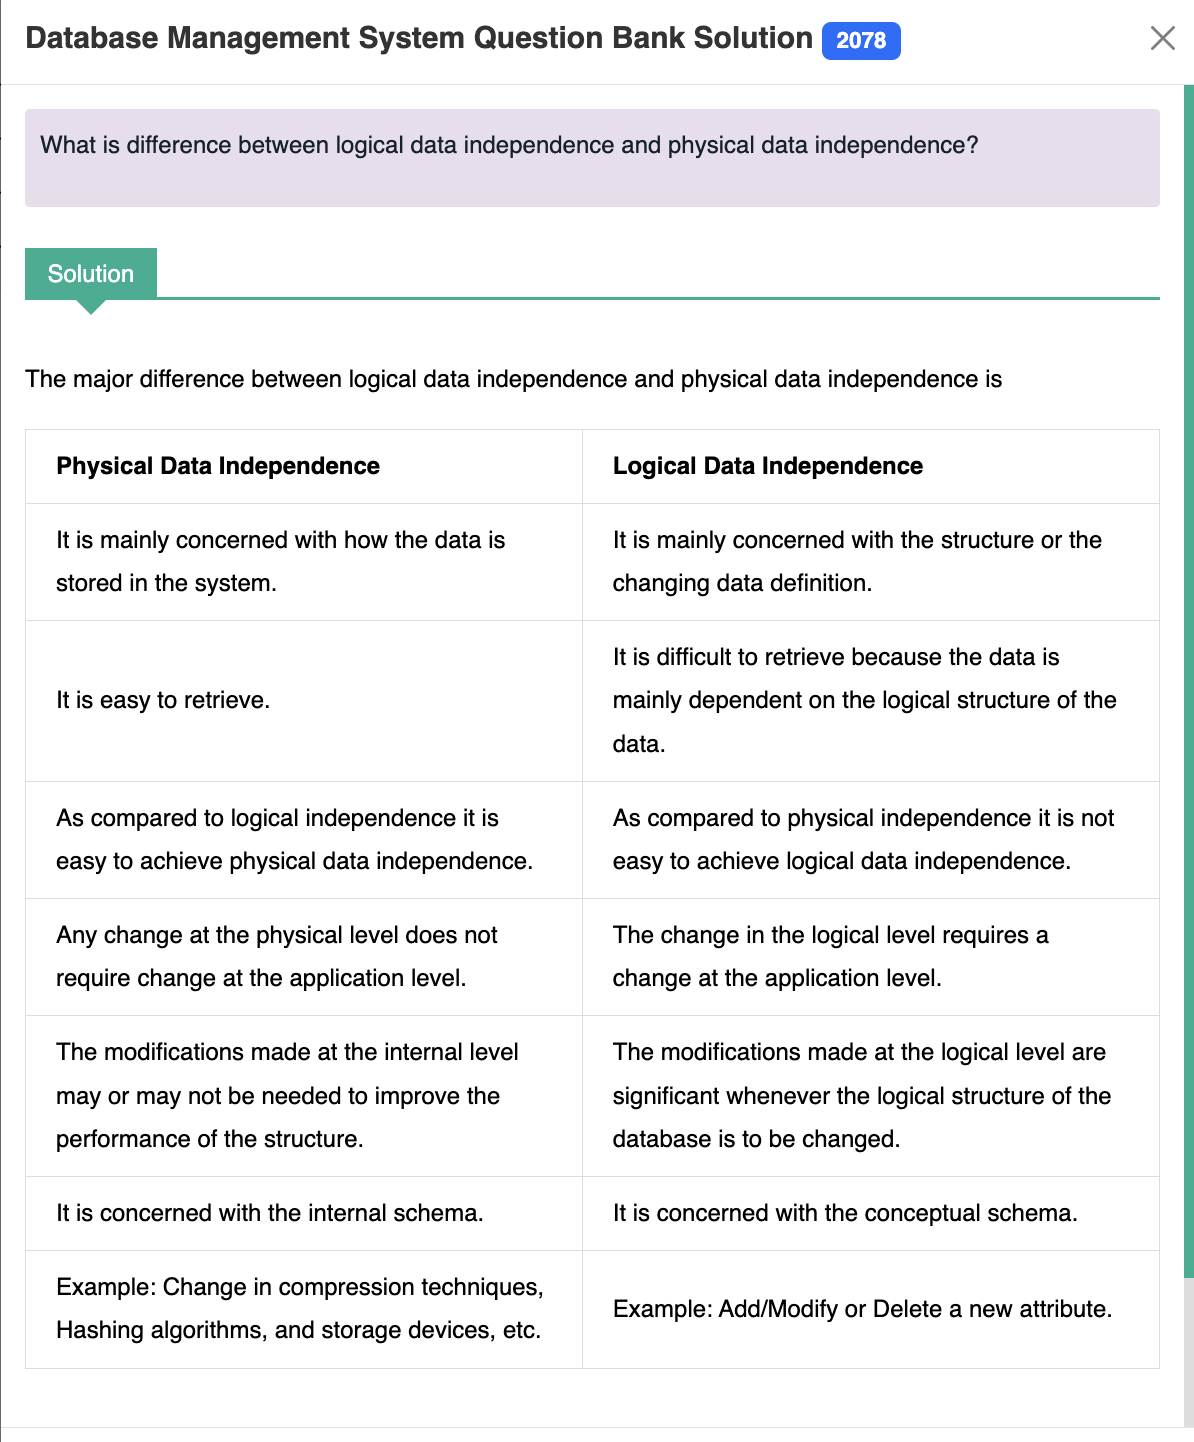 Database Management System Question Bank Solution 2078
What is difference between logical data independence and physical data independence?
Solution
The major difference between logical data independence and physical data independence is
Physical Data Independence
Logical Data Independence
It is mainly concerned with how the data is
stored in the system.
It is mainly concerned with the structure or the
changing data definition.
It is easy to retrieve.
It is difficult to retrieve because the data is
mainly dependent on the logical structure of the
data.
As compared to logical independence it is
easy to achieve physical data independence.
As compared to physical independence it is not
easy to achieve logical data independence.
Any change at the physical level does not
require change at the application level.
The change in the logical level requires a
change at the application level.
The modifications made at the internal level
may or may not be needed to improve the
performance of the structure.
The modifications made at the logical level are
significant whenever the logical structure of the
database is to be changed.
It is concerned with the internal schema.
It is concerned with the conceptual schema.
Example: Change in compression techniques,
Hashing algorithms, and storage devices, etc.
Example: Add/Modify or Delete a new attribute.